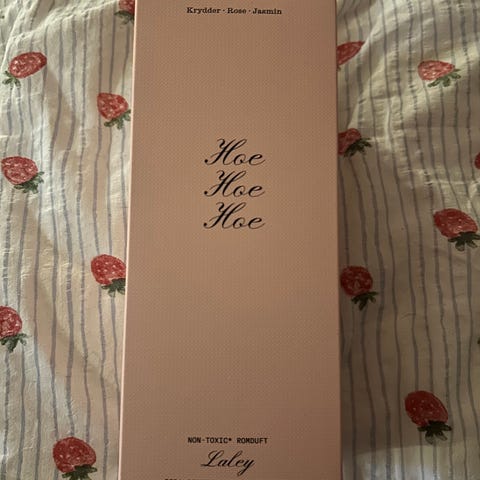 Krydder · Rose · Jasmin
Hoe
Hoe
Hoe
NON-TOXIC* ROMDUFT
Laley